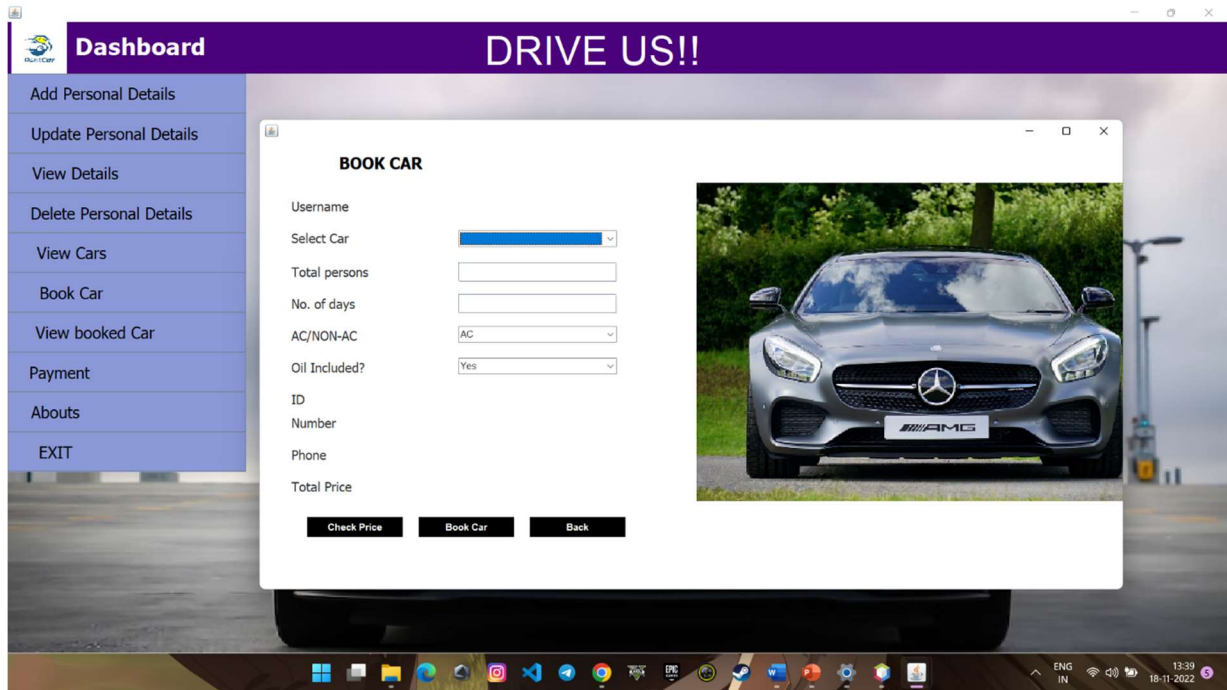 Dashboard
DRIVE US!!
Add Personal Details
Update Personal Details
View Details
Delete Personal Details
View Cars
Book Car
View booked Car
Payment
Abouts
EXIT
BOOK CAR
Username
Select Car
Total persons
No. of days
AC/NON-AC
AC
Oil Included?
Yes
ID
Number
Phone
Total Price
Check Price
Book Car
Back
AMG
EPIC
ENG
IN
13:39
18-11-2022
5